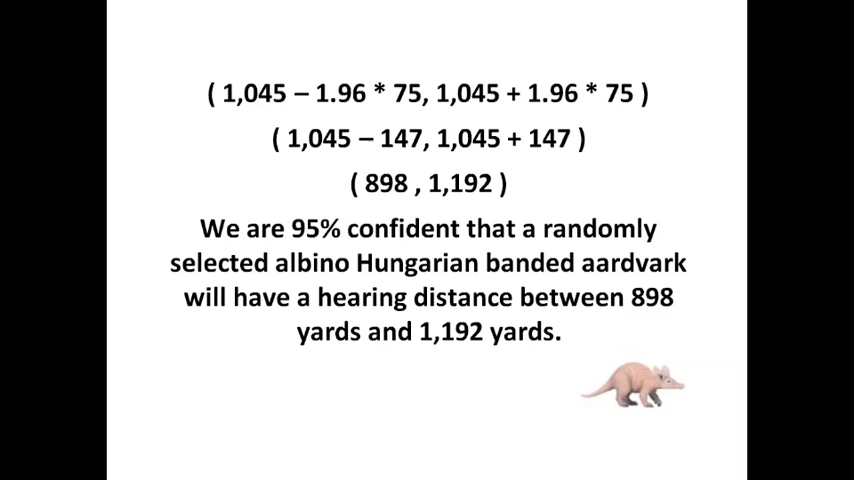 ( 1,045 – 1.96 * 75, 1,045 + 1.96 * 75 )
( 1,045 – 147, 1,045 + 147 )
( 898 , 1,192 )
We are 95% confident that a randomly
selected albino Hungarian banded aardvark
will have a hearing distance between 898
yards and 1,192 yards.